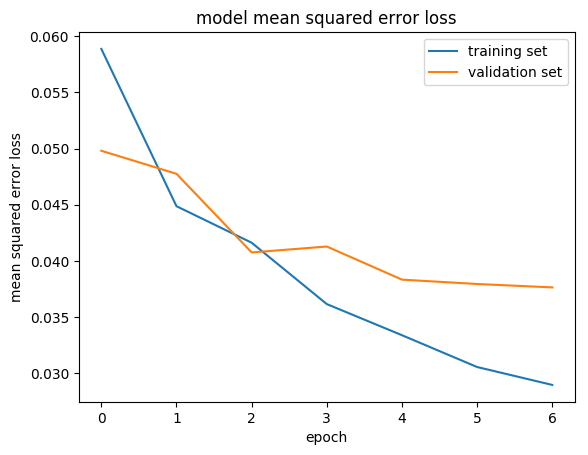 model mean squared error loss
training set
validation set
mean squared error loss
0.060
0.055
0.050
0.045
0.040
0.035
0.030
0
1
2
3
4
5
6
epoch